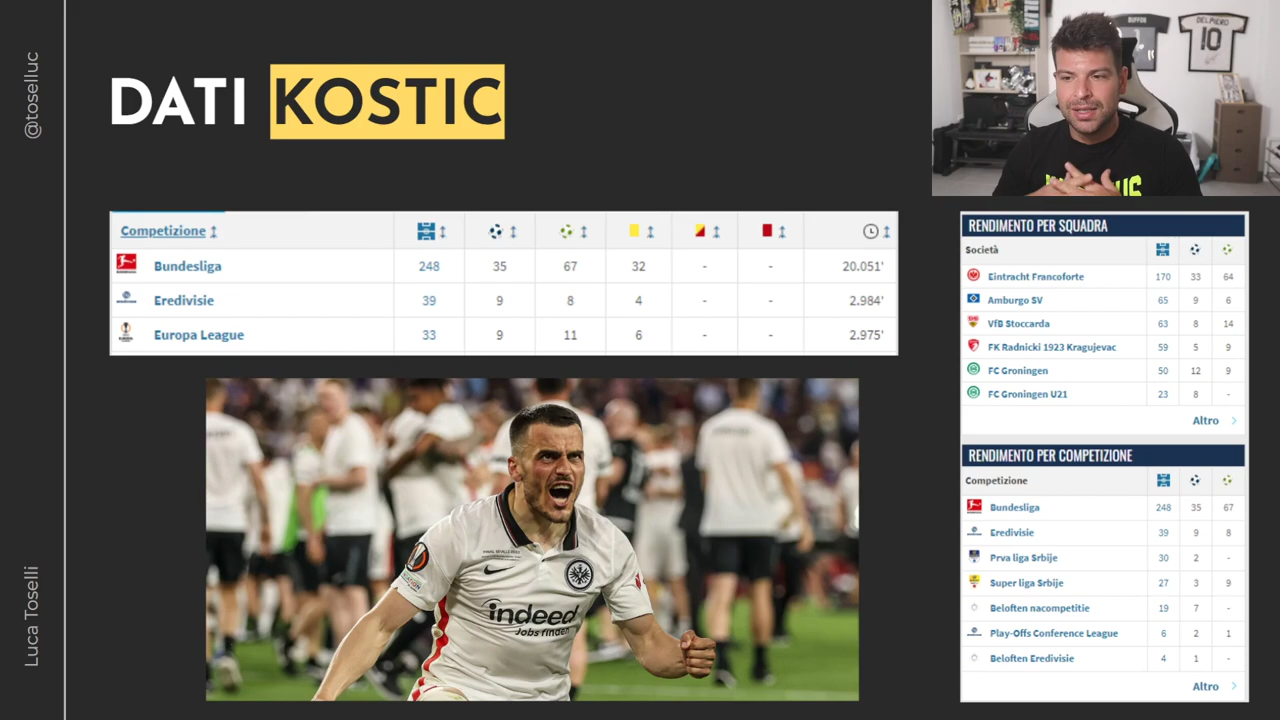 @toselluc
Luca Toselli
DATI KOSTIC
BUFFON
DEL PIERO
10
Competizione
Bundesliga 248 35 67 32 - - 20.051'
Eredivisie 39 9 8 4 - - 2.984'
Europa League 33 9 11 6 - - 2.975'
indeed
Jobs finden
RENDIMENTO PER SQUADRA
Società
Eintracht Francoforte 170 33 64
Amburgo SV 65 9 6
VfB Stoccarda 63 8 14
FK Radnicki 1923 Kragujevac 59 5 9
FC Groningen 50 12 9
FC Groningen U21 23 8 -
Altro
RENDIMENTO PER COMPETIZIONE
Competizione
Bundesliga 248 35 67
Eredivisie 39 9 8
Prva liga Srbije 30 2 -
Super liga Srbije 27 3 9
Beloften nacompetitie 19 7 -
Play-Offs Conference League 6 2 1
Beloften Eredivisie 4 1 -
Altro